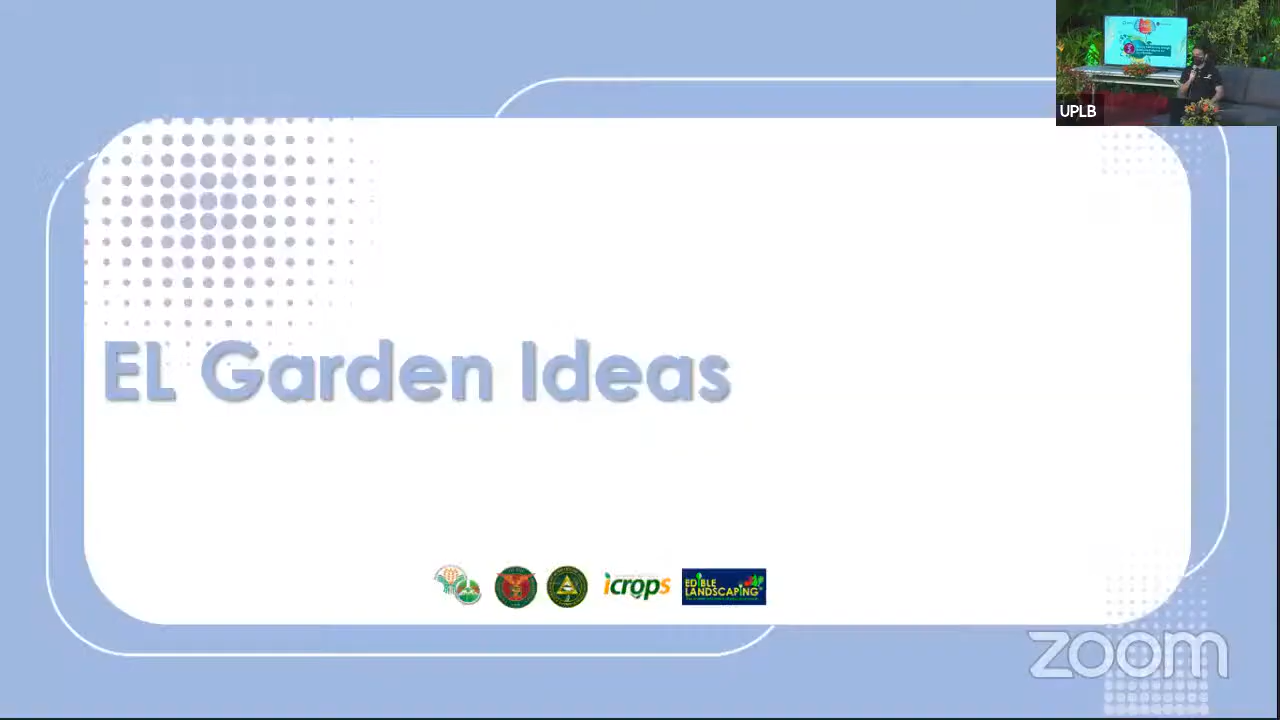 UPLB
EL Garden Ideas
icrops
EDIBLE
LANDSCAPING
zoom